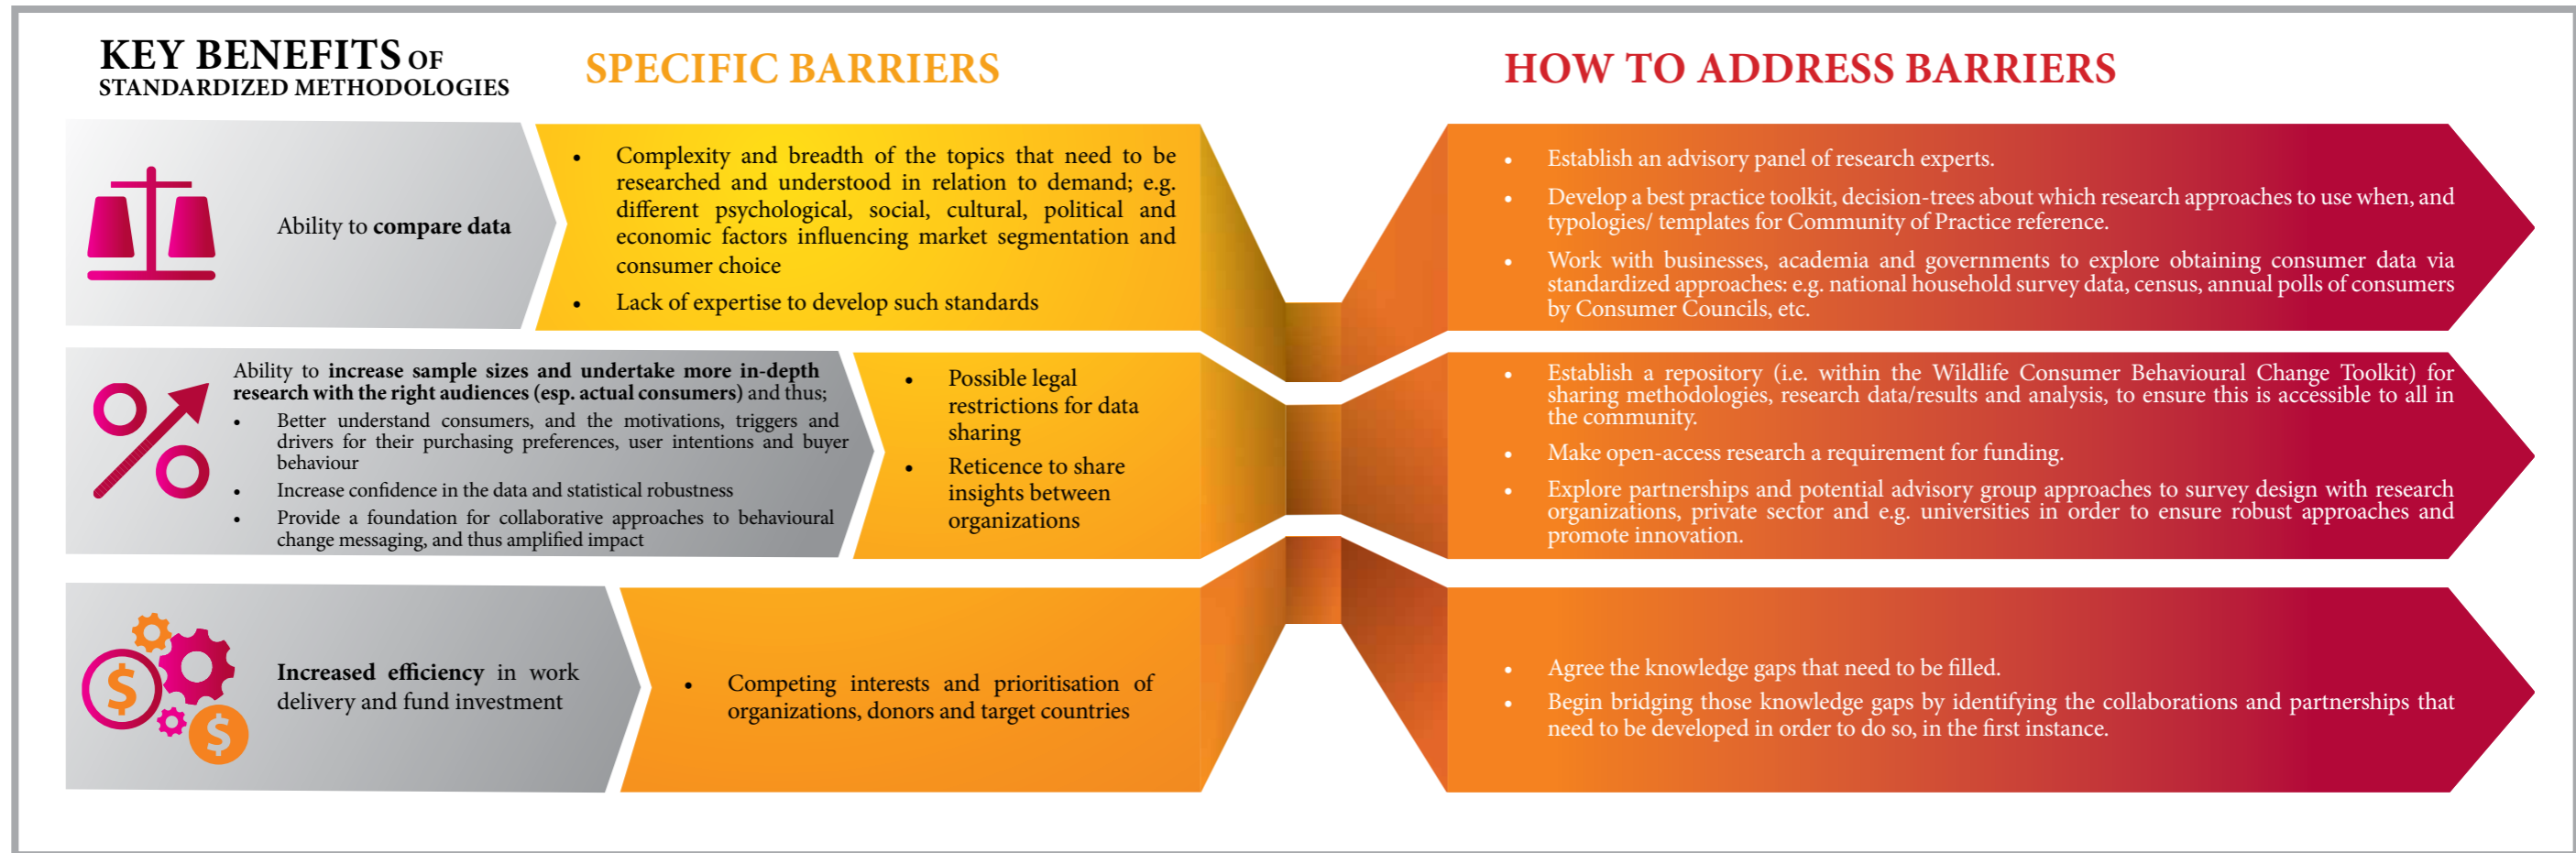 KEY BENEFITS OF
STANDARDIZED METHODOLOGIES
SPECIFIC BARRIERS
HOW TO ADDRESS BARRIERS
Ability to compare data
• Complexity and breadth of the topics that need to be
researched and understood in relation to demand; e.g.
different psychological, social, cultural, political and
economic factors influencing market segmentation and
consumer choice
• Lack of expertise to develop such standards
• Establish an advisory panel of research experts.
• Develop a best practice toolkit, decision-trees about which research approaches to use when, and
typologies/ templates for Community of Practice reference.
• Work with businesses, academia and governments to explore obtaining consumer data via
standardized approaches: e.g. national household survey data, census, annual polls of consumers
by Consumer Councils, etc.
Ability to increase sample sizes and undertake more in-depth
research with the right audiences (esp. actual consumers) and thus;
• Better understand consumers, and the motivations, triggers and
drivers for their purchasing preferences, user intentions and buyer
behaviour
• Increase confidence in the data and statistical robustness
• Provide a foundation for collaborative approaches to behavioural
change messaging, and thus amplified impact
• Possible legal
restrictions for data
sharing
• Reticence to share
insights between
organizations
• Establish a repository (i.e. within the Wildlife Consumer Behavioural Change Toolkit) for
sharing methodologies, research data/results and analysis, to ensure this is accessible to all in
the community.
• Make open-access research a requirement for funding.
• Explore partnerships and potential advisory group approaches to survey design with research
organizations, private sector and e.g. universities in order to ensure robust approaches and
promote innovation.
$
$
Increased efficiency in work
delivery and fund investment
• Competing interests and prioritisation of
organizations, donors and target countries
• Agree the knowledge gaps that need to be filled.
• Begin bridging those knowledge gaps by identifying the collaborations and partnerships that
need to be developed in order to do so, in the first instance.